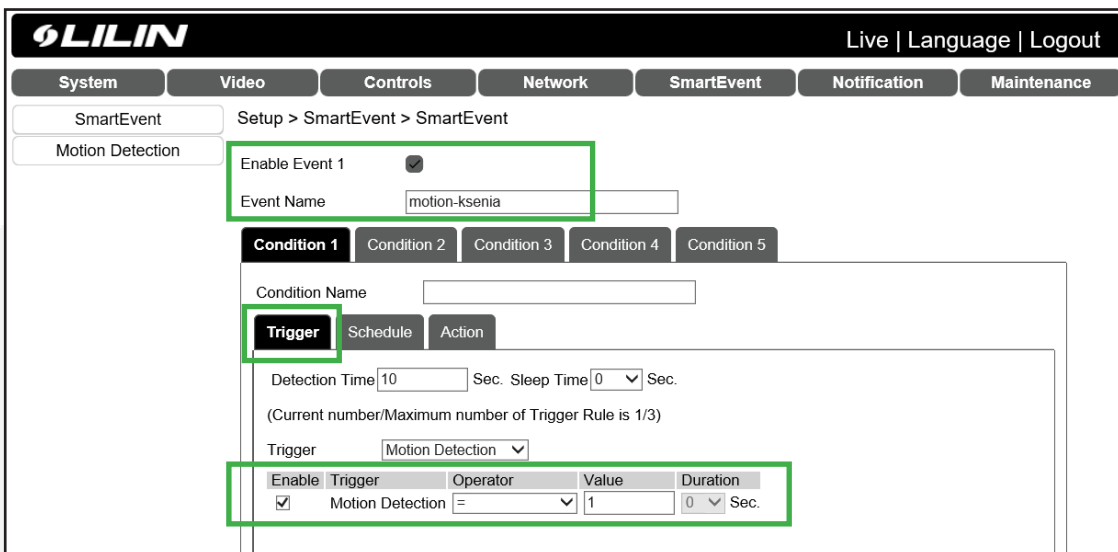 LILIN
Live | Language | Logout
System Video Controls Network SmartEvent Notification Maintenance
SmartEvent
Setup > SmartEvent > SmartEvent
Motion Detection
Enable Event 1
Event Name motion-ksenia
Condition 1 Condition 2 Condition 3 Condition 4 Condition 5
Condition Name
Trigger Schedule Action
Detection Time 10 Sec. Sleep Time 0 Sec.
(Current number/Maximum number of Trigger Rule is 1/3)
Trigger Motion Detection
Enable Trigger Operator Value Duration
Motion Detection = 1 0 Sec.